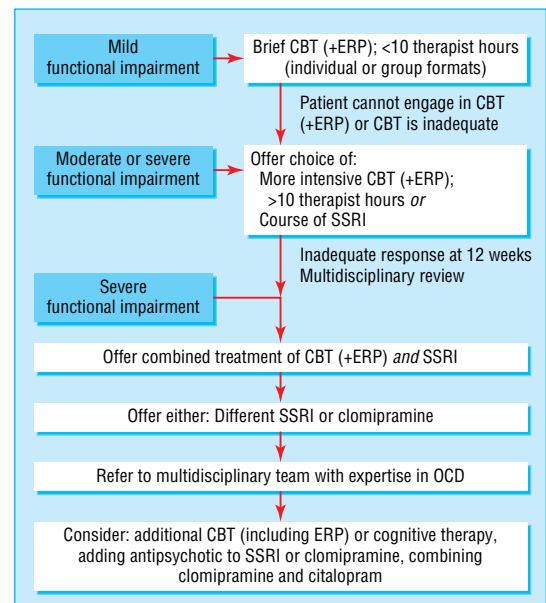 Mild
functional impairment
Brief CBT (+ERP); <10 therapist hours
(individual or group formats)
Patient cannot engage in CBT
(+ERP) or CBT is inadequate
Moderate or severe
functional impairment
Offer choice of:
More intensive CBT (+ERP);
>10 therapist hours or
Course of SSRI
Inadequate response at 12 weeks
Multidisciplinary review
Severe
functional impairment
Offer combined treatment of CBT (+ERP) and SSRI
Offer either: Different SSRI or clomipramine
Refer to multidisciplinary team with expertise in OCD
Consider: additional CBT (including ERP) or cognitive therapy,
adding antipsychotic to SSRI or clomipramine, combining
clomipramine and citalopram